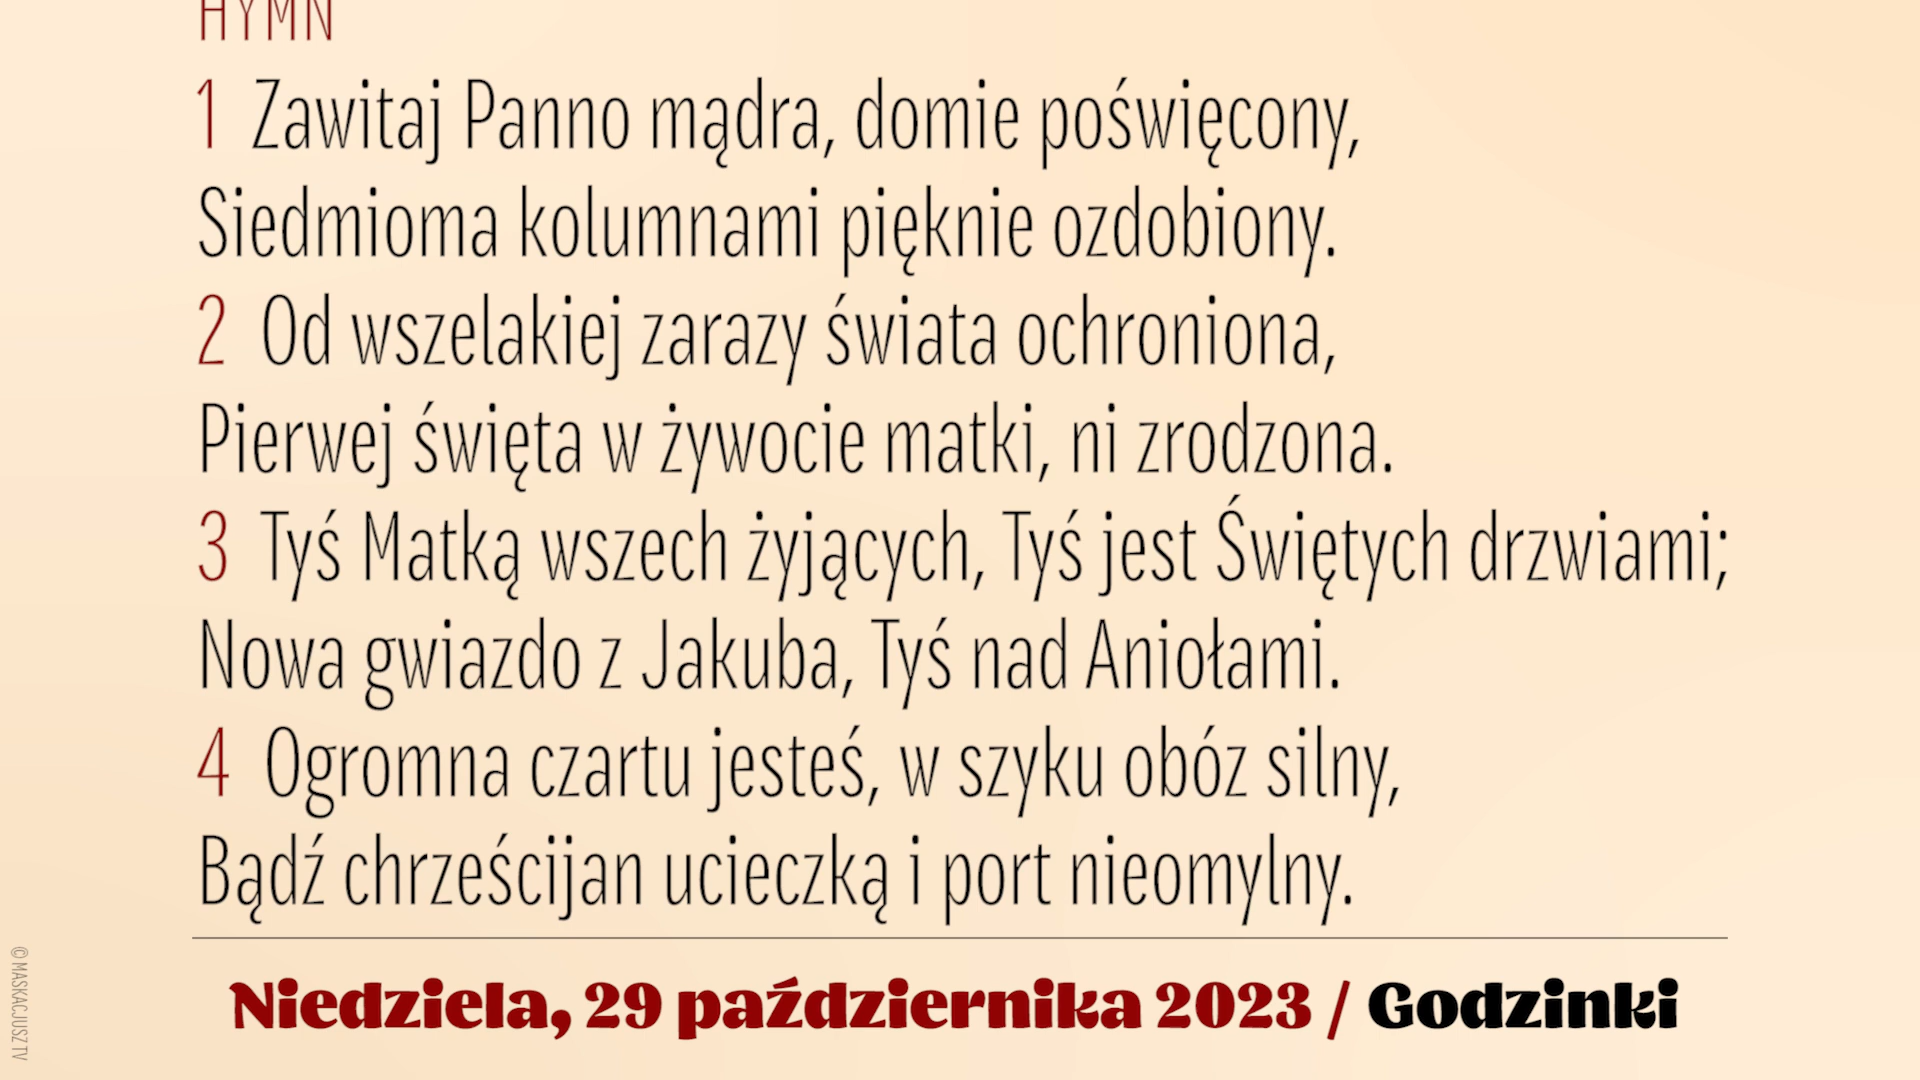 HYMN
1 Zawitaj Panno mądra, domie poświęcony,
Siedmioma kolumnami pięknie ozdobiony.
2 Od wszelakiej zarazy świata ochroniona,
Pierwej święta w żywocie matki, ni zrodzona.
3 Tyś Matką wszech żyjących, Tyś jest Świętych drzwiami;
Nowa gwiazdo z Jakuba, Tyś nad Aniołami.
4 Ogromna czartu jesteś, w szyku obóz silny,
Bądź chrześcijan ucieczką i port nieomylny.
Niedziela, 29 października 2023 / Godzinki
© MASKACJUSZ TV